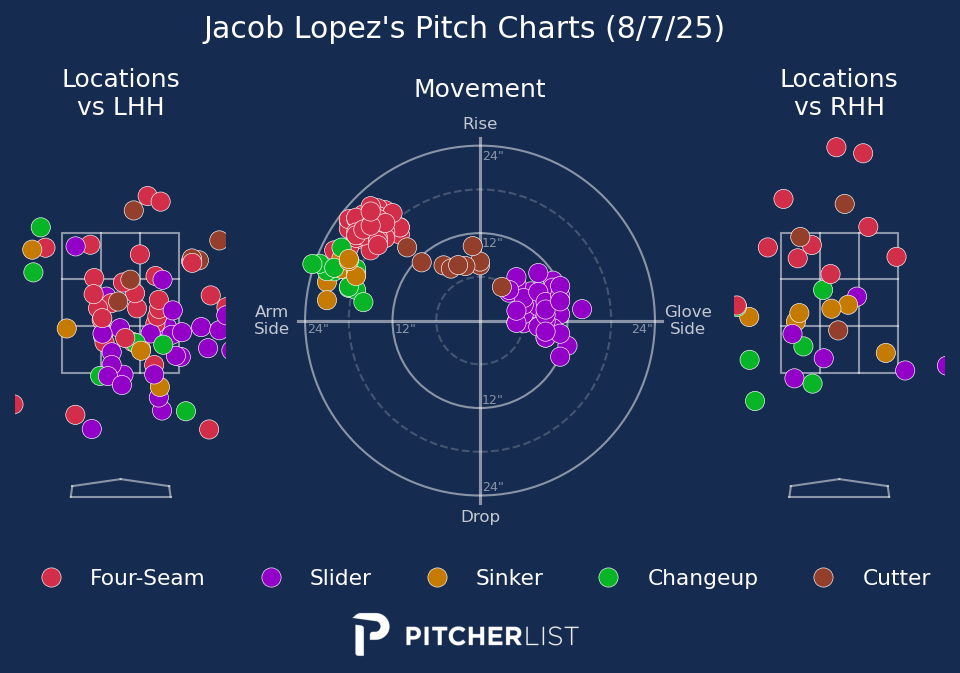 Jacob Lopez's Pitch Charts (8/7/25)
Locations
vs LHH
Movement
Locations
vs RHH
Rise
24"
12"
Arm
Side
24"
12"
24"
Glove
Side
12"
24"
Drop
Four-Seam
Slider
Sinker
Changeup
Cutter
PITCHERLIST